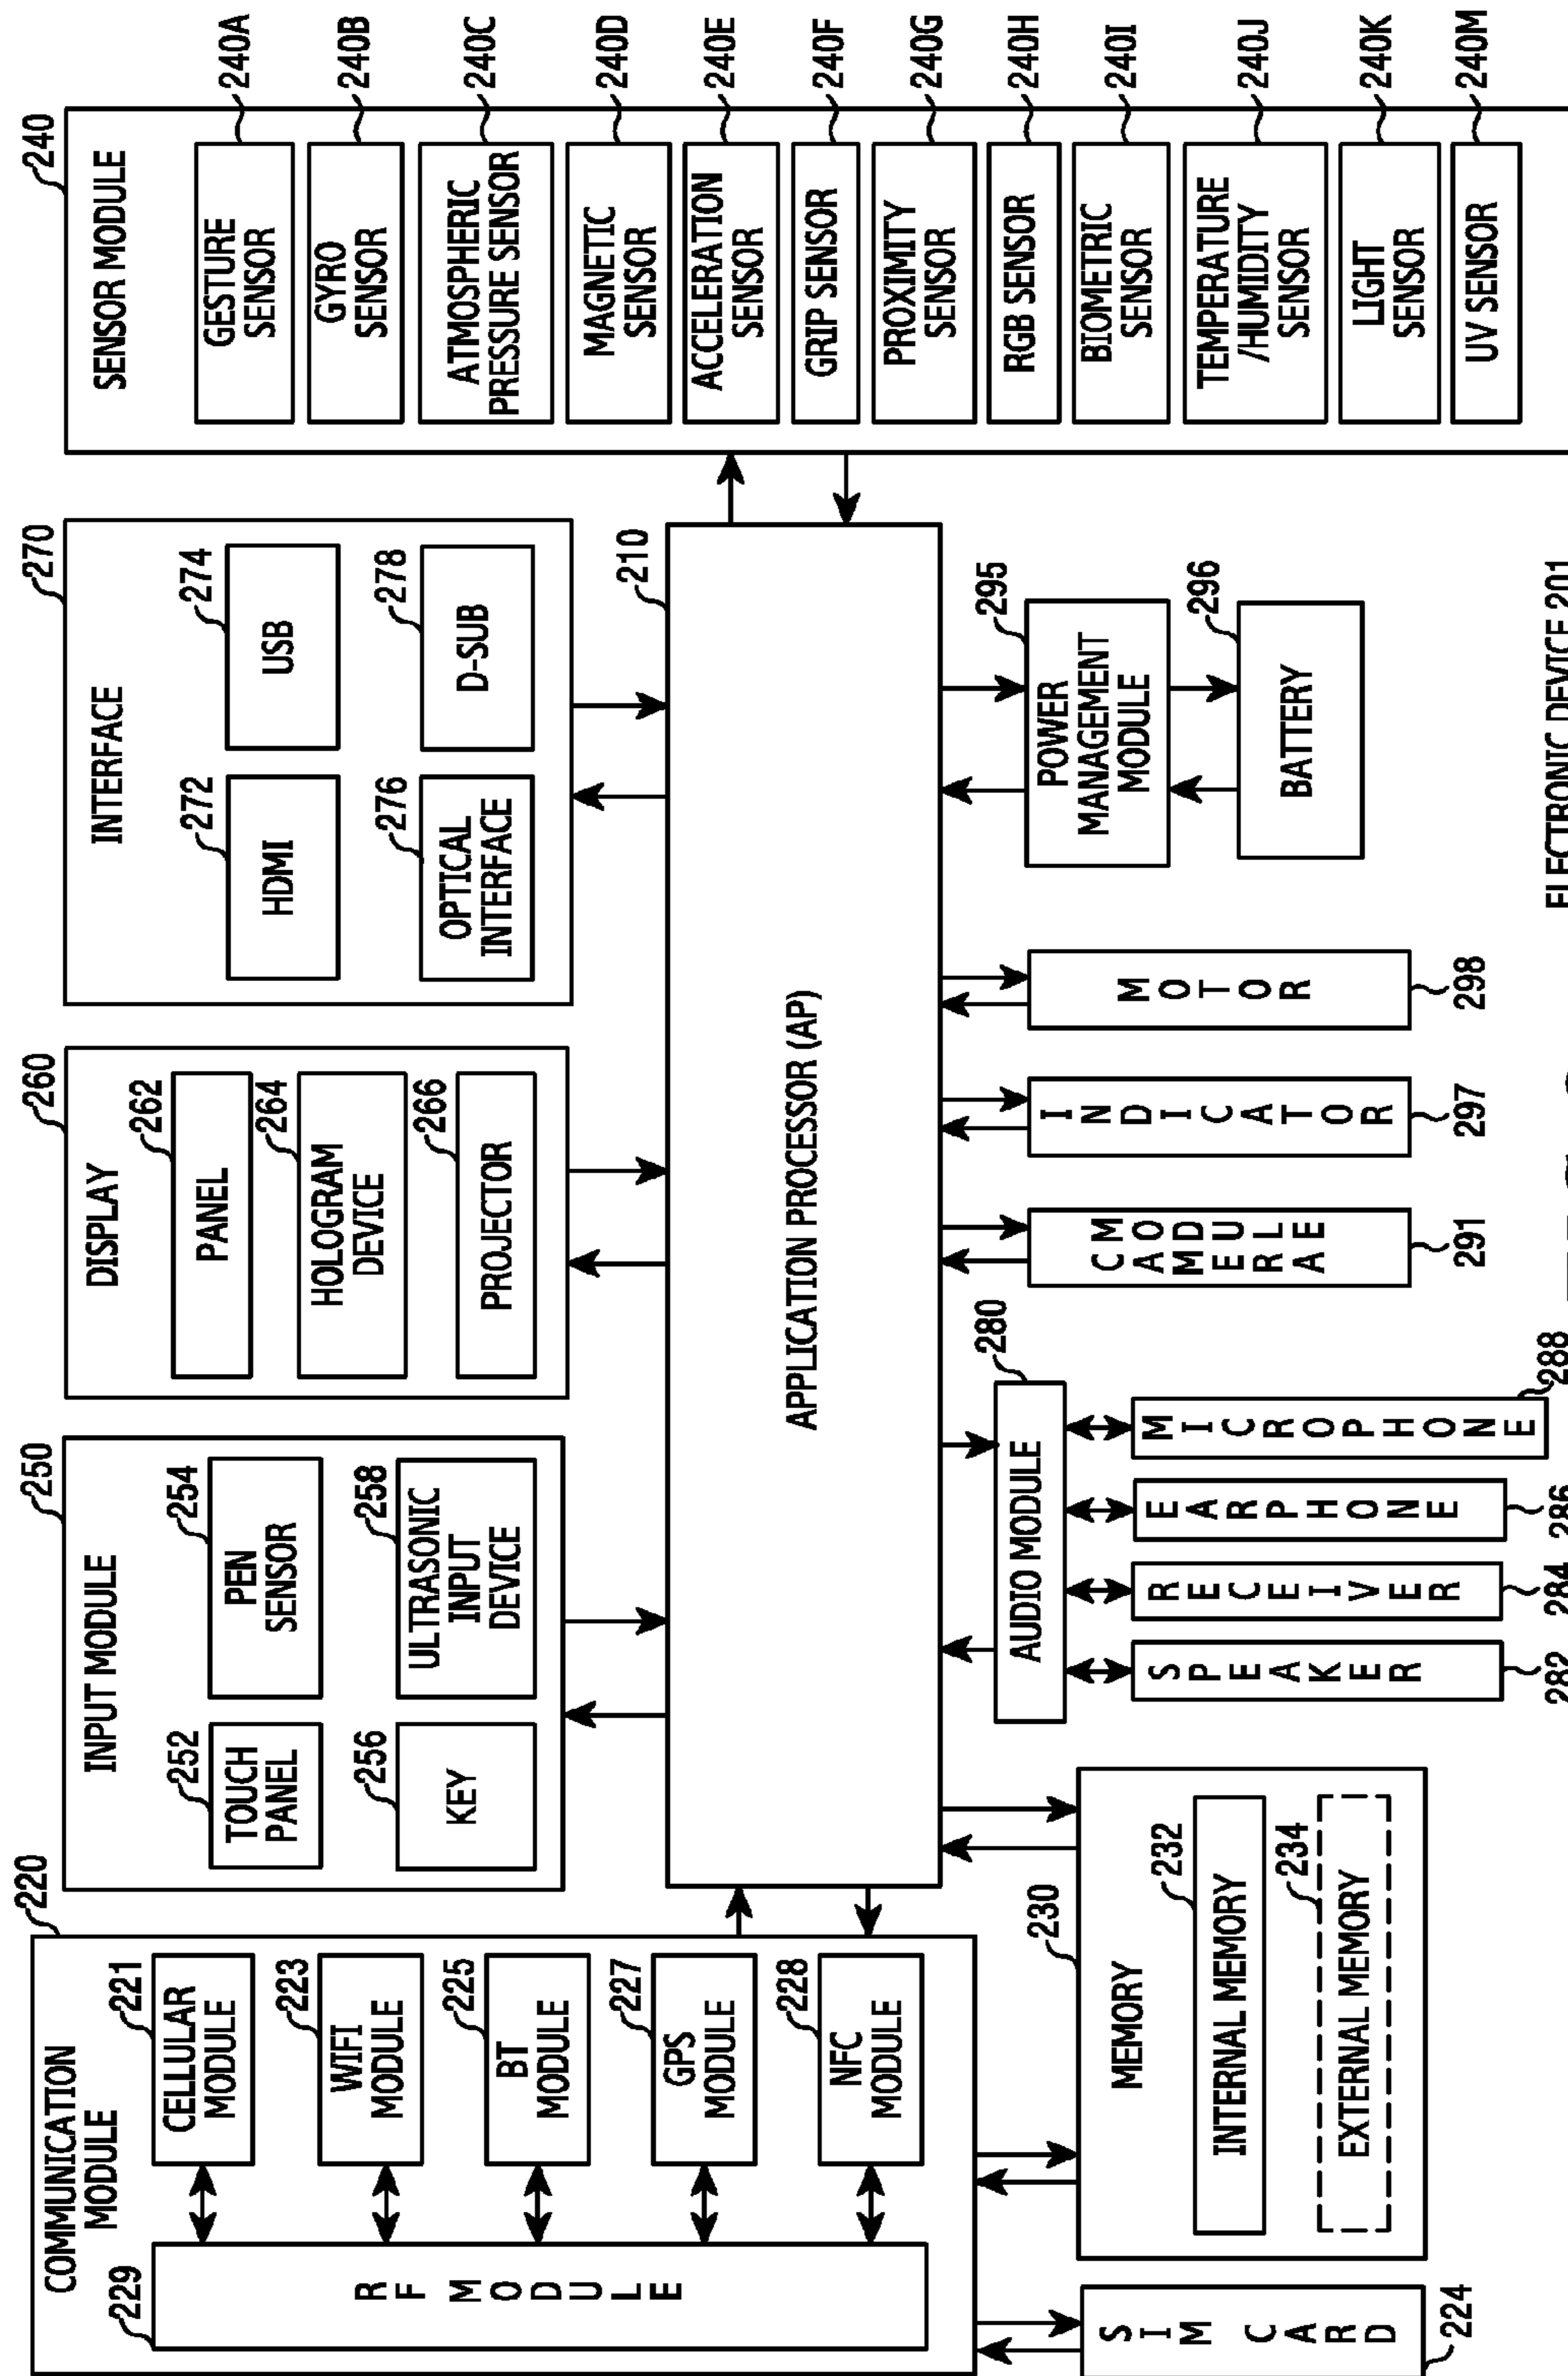 220
COMMUNICATION
MODULE
229
RF MODULE
221
CELLULAR
MODULE
223
WIFI
MODULE
225
BT
MODULE
227
GPS
MODULE
228
NFC
MODULE
250
INPUT MODULE
252
TOUCH
PANEL
254
PEN
SENSOR
256
KEY
258
ULTRASONIC
INPUT
DEVICE
260
DISPLAY
262
PANEL
264
HOLOGRAM
DEVICE
266
PROJECTOR
270
INTERFACE
272
HDMI
274
USB
276
OPTICAL
INTERFACE
278
D-SUB
240
SENSOR MODULE
GESTURE
SENSOR
240A
GYRO
SENSOR
240B
ATMOSPHERIC
PRESSURE SENSOR
240C
MAGNETIC
SENSOR
240D
ACCELERATION
SENSOR
240E
GRIP SENSOR
240F
PROXIMITY
SENSOR
240G
RGB SENSOR
240H
BIOMETRIC
SENSOR
240I
TEMPERATURE
/HUMIDITY
SENSOR
240J
LIGHT
SENSOR
240K
UV SENSOR
240M
210
APPLICATION PROCESSOR (AP)
SIM CARD
224
230
MEMORY
232
INTERNAL MEMORY
234
EXTERNAL MEMORY
280
AUDIO MODULE
SPEAKER
282
RECEIVER
284
EARPHONE
286
MICROPHONE
288
CAMERA
MODULE
291
INDICATOR
297
MOTOR
298
295
POWER
MANAGEMENT
MODULE
296
BATTERY
ELECTRONIC DEVICE 201